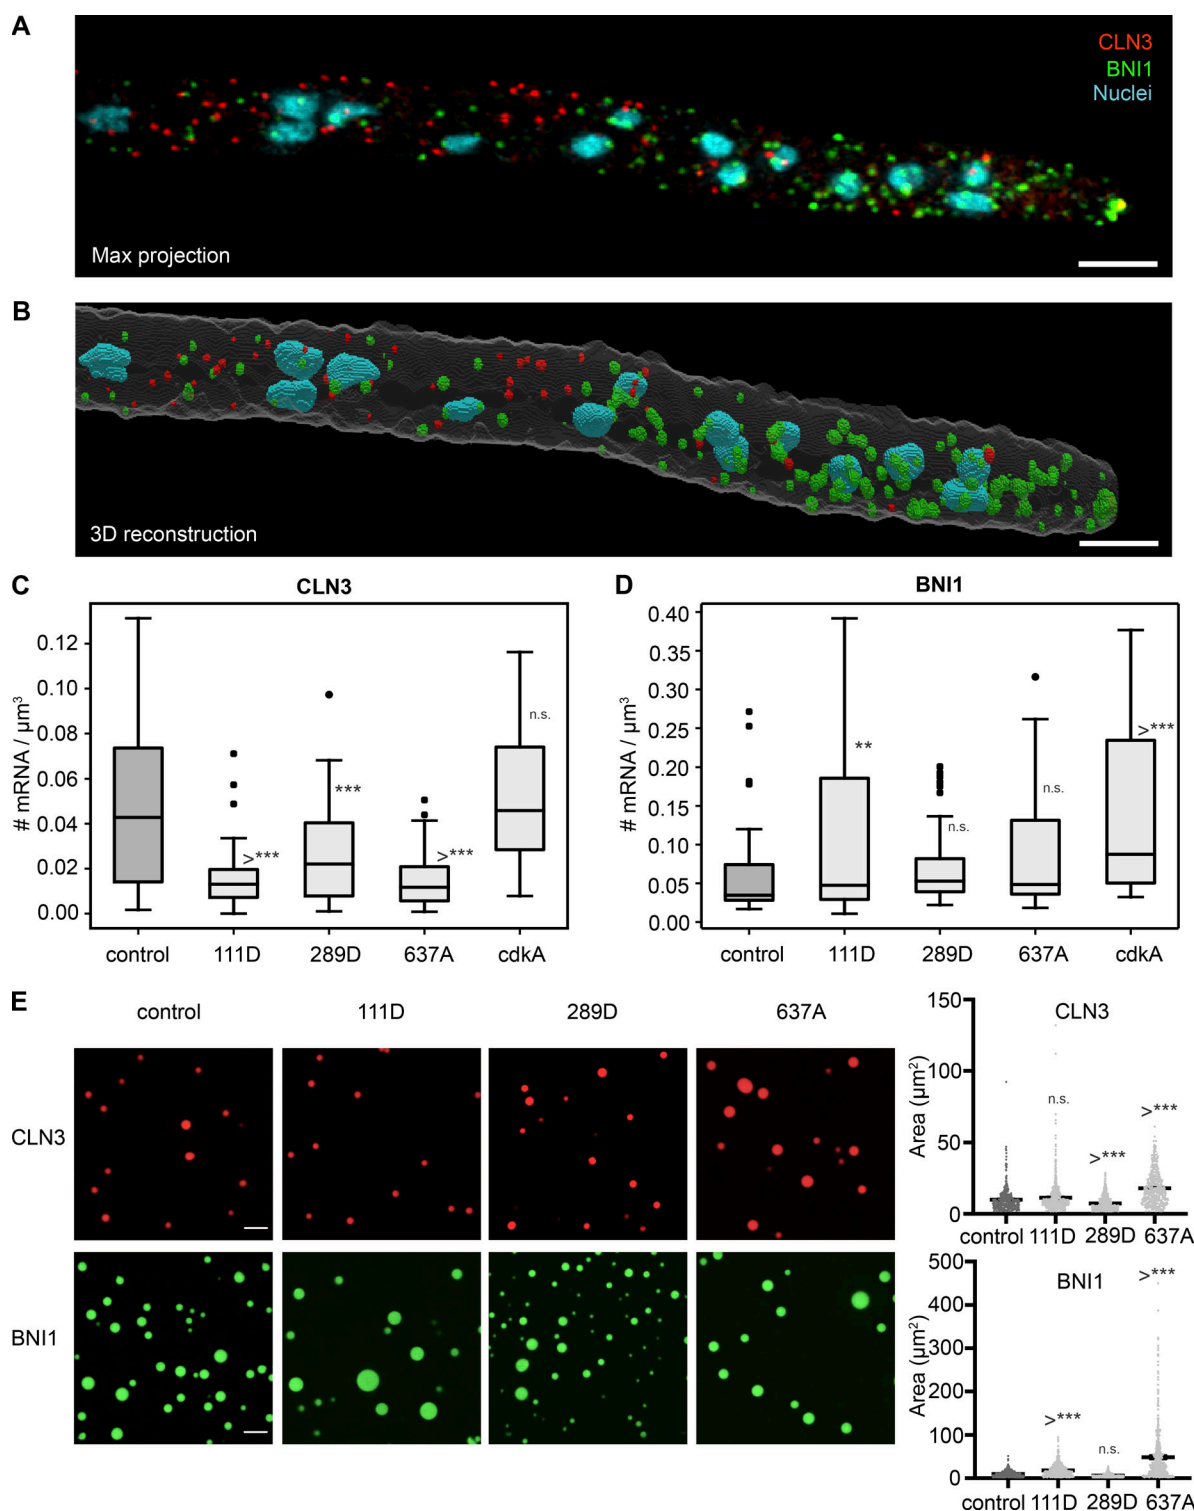 A
CLN3
BNI1
Nuclei
Max projection
B
3D reconstruction
C
CLN3
# mRNA / µm³
0.12
0.10
0.08
0.06
0.04
0.02
0.00
>***
***
>***
n.s.
control
111D
289D
637A
cdkA
D
BNI1
# mRNA / µm³
0.40
0.35
0.30
0.25
0.20
0.15
0.10
0.05
0.00
**
n.s.
n.s.
>***
control
111D
289D
637A
cdkA
E
control
111D
289D
637A
CLN3
BNI1
CLN3
Area (µm²)
150
100
50
0
n.s.
>***
>***
control
111D
289D
637A
BNI1
Area (µm²)
500
400
300
200
100
0
>***
n.s.
>***
control
111D
289D
637A